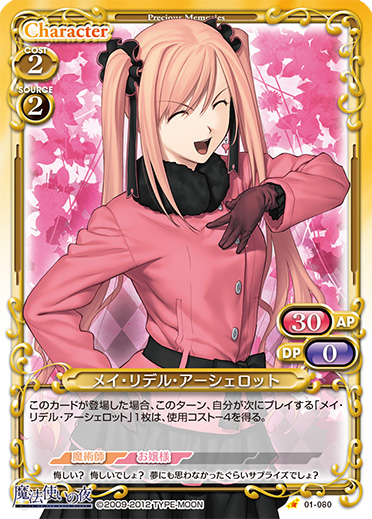 Precious Memories
Character
COST
2
SOURCE
2
30 AP
DP 0
メイ・リデル・アーシェロット
このカードが登場した場合、このターン、自分が次にプレイする「メイ・
リデル・アーシェロット」1枚は、使用コスト－4を得る。
魔術師 お嬢様
悔しい？ 悔しいでしょ？ 夢にも思わなかったぐらいサプライズでしょ？
魔法使いの夜
©2009-2012 TYPE-MOON
01-080